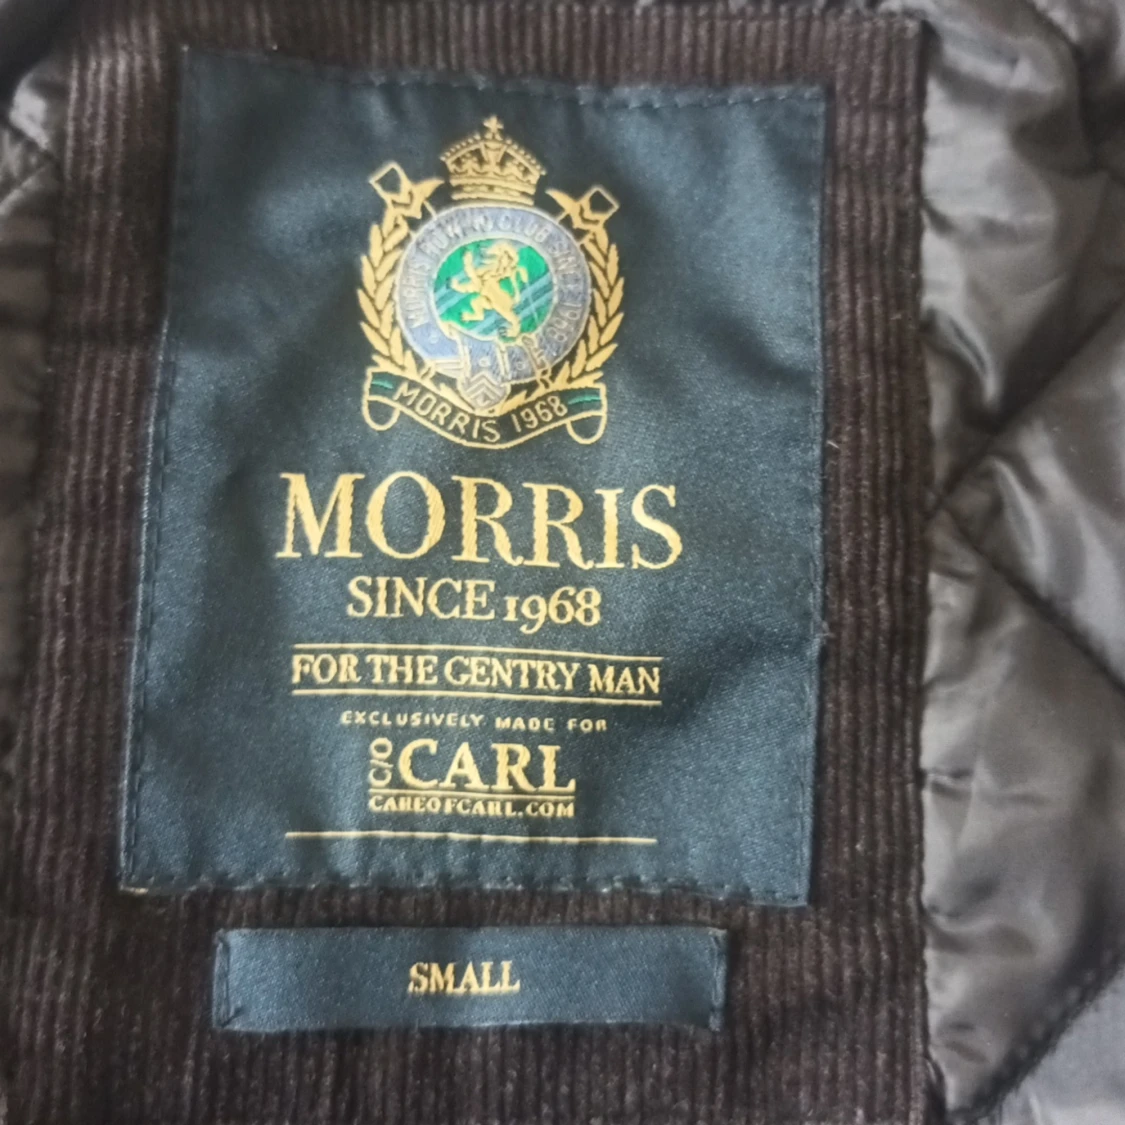 MORRIS 1968
MORRIS
SINCE 1968
FOR THE GENTRY MAN
EXCLUSIVELY MADE FOR
C/O CARL
CAREOFCARL.COM
SMALL